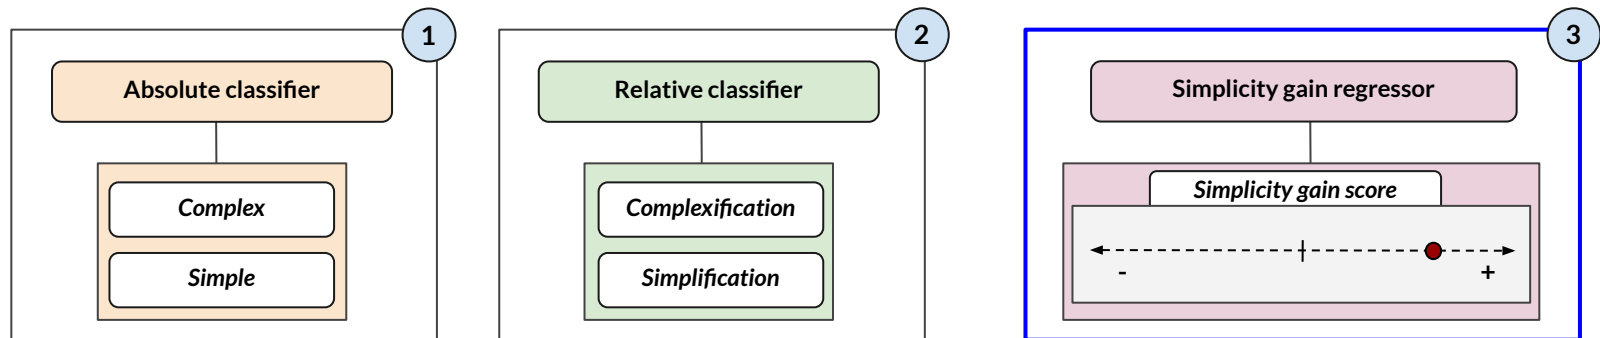 1
Absolute classifier
Complex
Simple
2
Relative classifier
Complexification
Simplification
3
Simplicity gain regressor
Simplicity gain score
- +